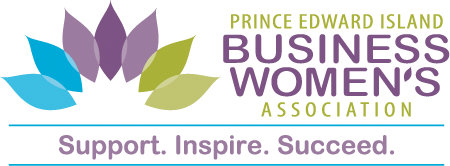 PRINCE EDWARD ISLAND
BUSINESS
WOMEN'S
ASSOCIATION
Support. Inspire. Succeed.